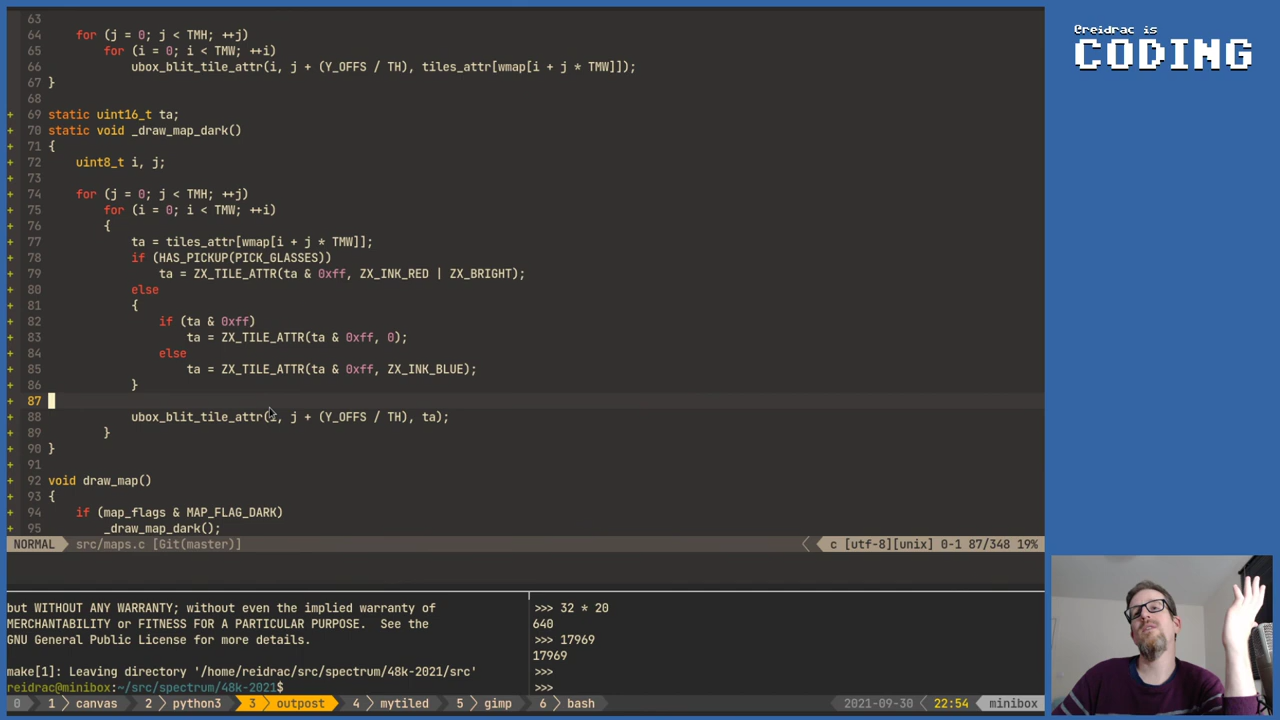 @reidrac is
CODING
63
64 for (j = 0; j < TMH; ++j)
65 for (i = 0; i < TMW; ++i)
66 ubox_blit_tile_attr(i, j + (Y_OFFS / TH), tiles_attr[wmap[i + j * TMW]]);
67 }
68
+ 69 static uint16_t ta;
+ 70 static void _draw_map_dark()
+ 71 {
+ 72 uint8_t i, j;
+ 73
+ 74 for (j = 0; j < TMH; ++j)
+ 75 for (i = 0; i < TMW; ++i)
+ 76 {
+ 77 ta = tiles_attr[wmap[i + j * TMW]];
+ 78 if (HAS_PICKUP(PICK_GLASSES))
+ 79 ta = ZX_TILE_ATTR(ta & 0xff, ZX_INK_RED | ZX_BRIGHT);
+ 80 else
+ 81 {
+ 82 if (ta & 0xff)
+ 83 ta = ZX_TILE_ATTR(ta & 0xff, 0);
+ 84 else
+ 85 ta = ZX_TILE_ATTR(ta & 0xff, ZX_INK_BLUE);
+ 86 }
+ 87
+ 88 ubox_blit_tile_attr(i, j + (Y_OFFS / TH), ta);
+ 89 }
+ 90 }
+ 91
+ 92 void draw_map()
+ 93 {
+ 94 if (map_flags & MAP_FLAG_DARK)
+ 95 _draw_map_dark();
NORMAL src/maps.c [Git(master)] c [utf-8][unix] 0-1 87/348 19%
but WITHOUT ANY WARRANTY; without even the implied warranty of
MERCHANTABILITY or FITNESS FOR A PARTICULAR PURPOSE. See the
GNU General Public License for more details.
make[1]: Leaving directory '/home/reidrac/src/spectrum/48k-2021/src'
reidrac@minibox:~/src/spectrum/48k-2021$
>>> 32 * 20
640
>>> 17969
17969
>>>
>>>
0 1 canvas 2 python3 3 outpost 4 mytiled 5 gimp 6 bash 2021-09-30 22:54 minibox